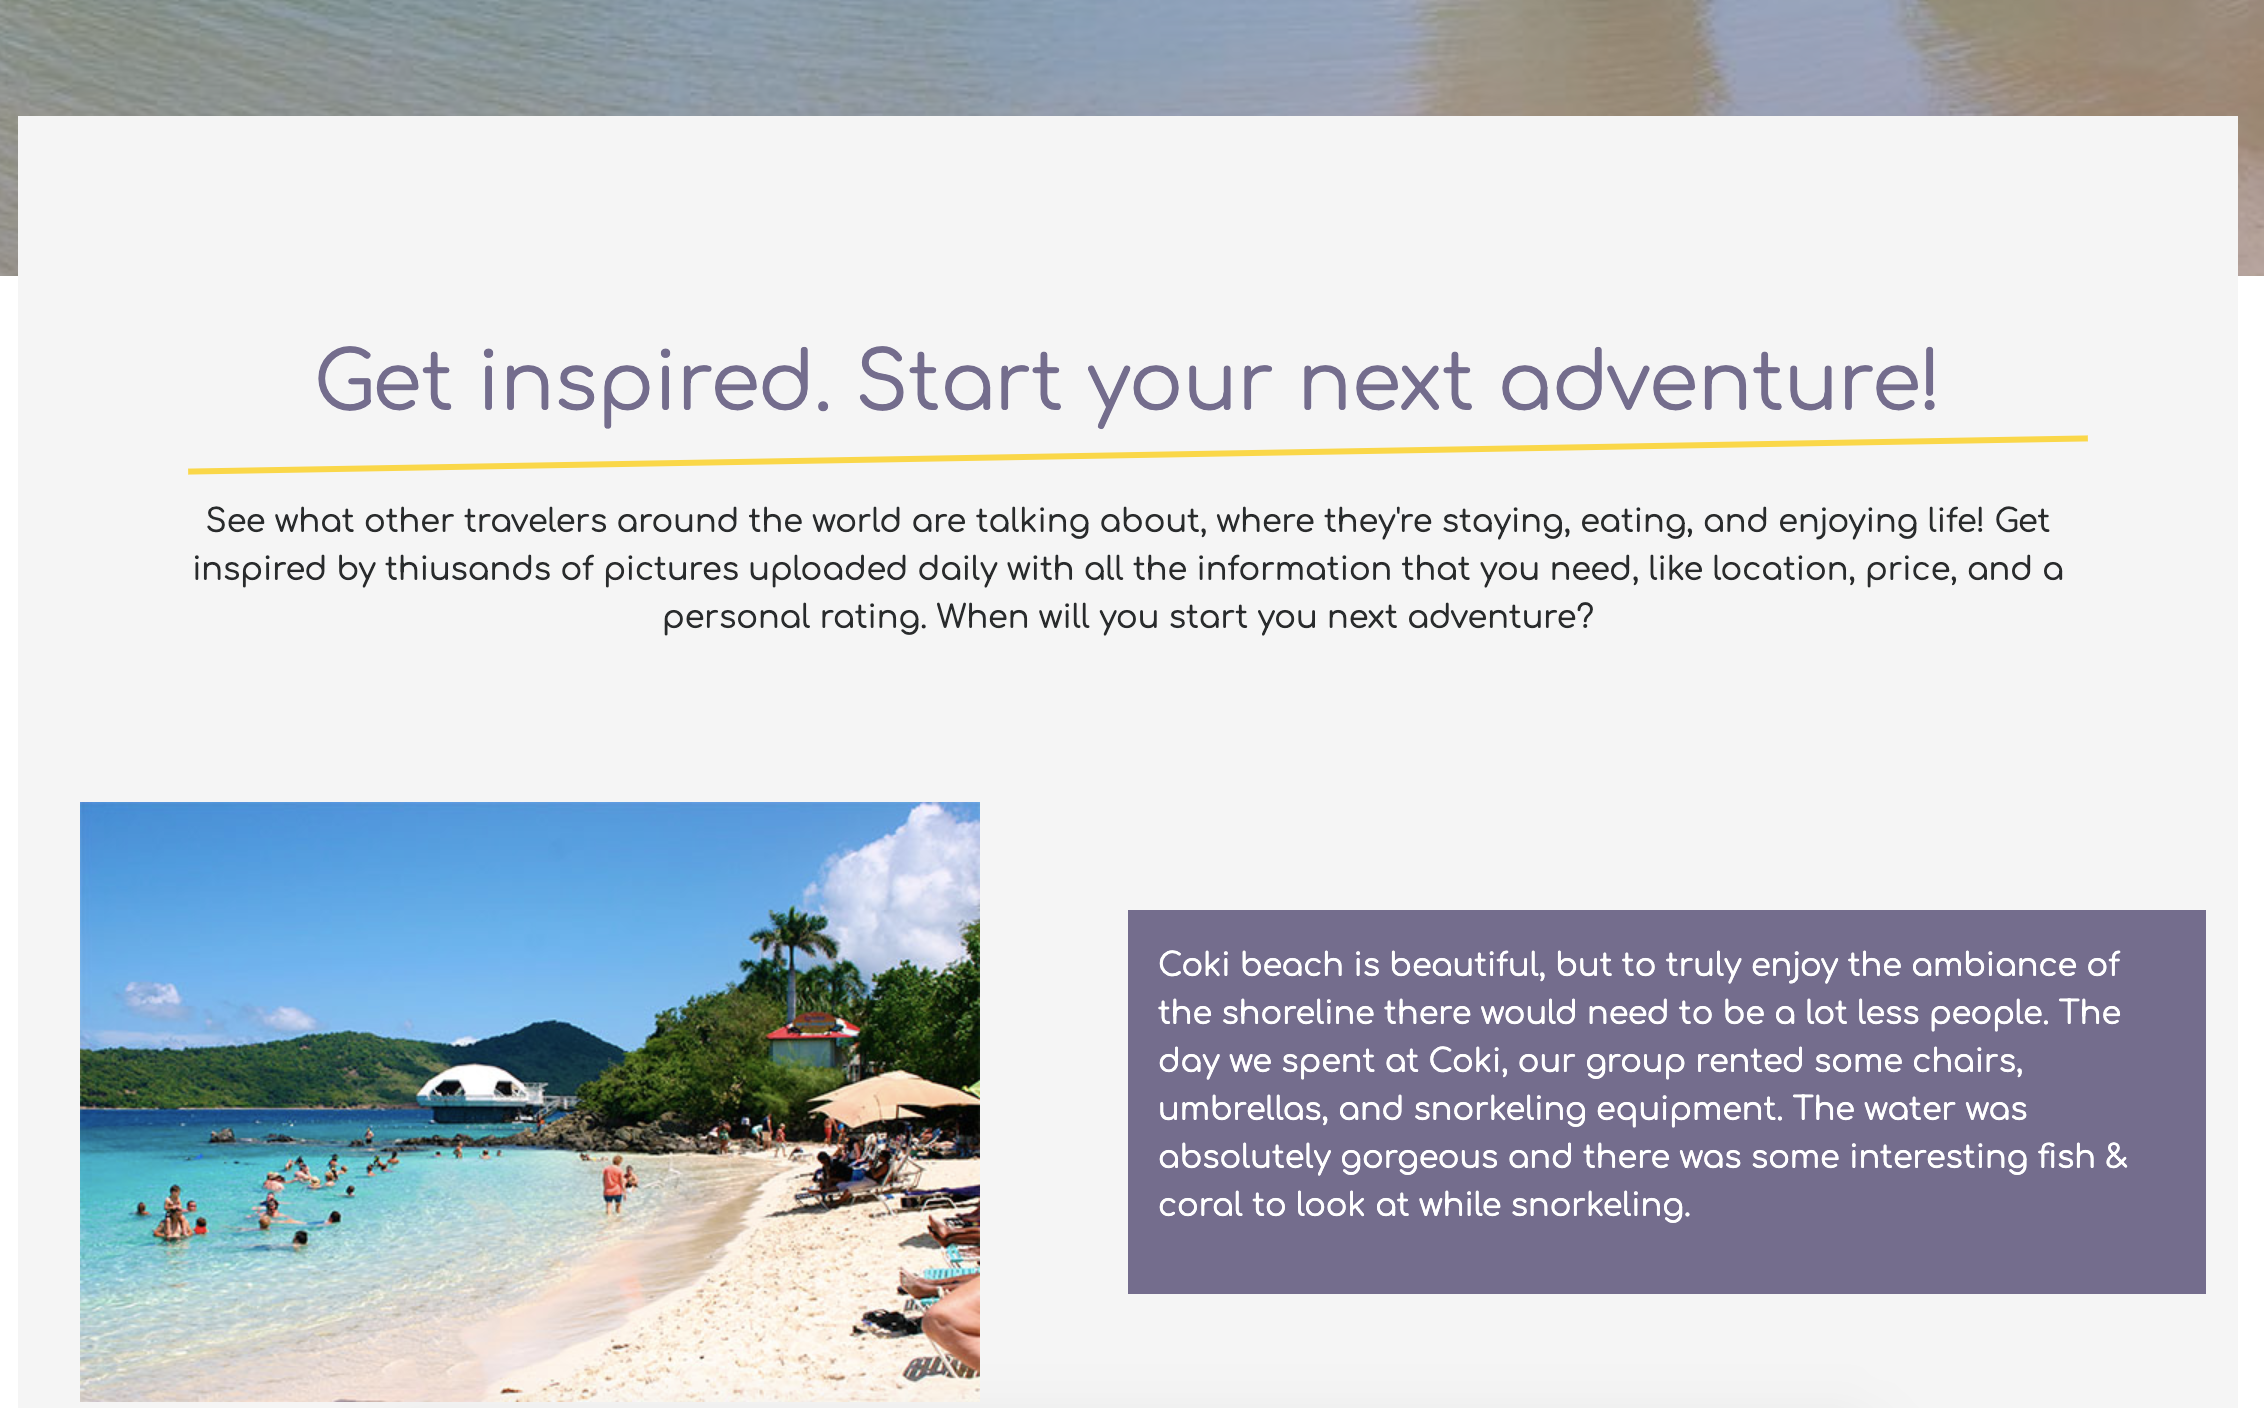 Get inspired. Start your next adventure!
See what other travelers around the world are talking about, where they're staying, eating, and enjoying life! Get
inspired by thiusands of pictures uploaded daily with all the information that you need, like location, price, and a
personal rating. When will you start you next adventure?
Coki beach is beautiful, but to truly enjoy the ambiance of
the shoreline there would need to be a lot less people. The
day we spent at Coki, our group rented some chairs,
umbrellas, and snorkeling equipment. The water was
absolutely gorgeous and there was some interesting fish &
coral to look at while snorkeling.